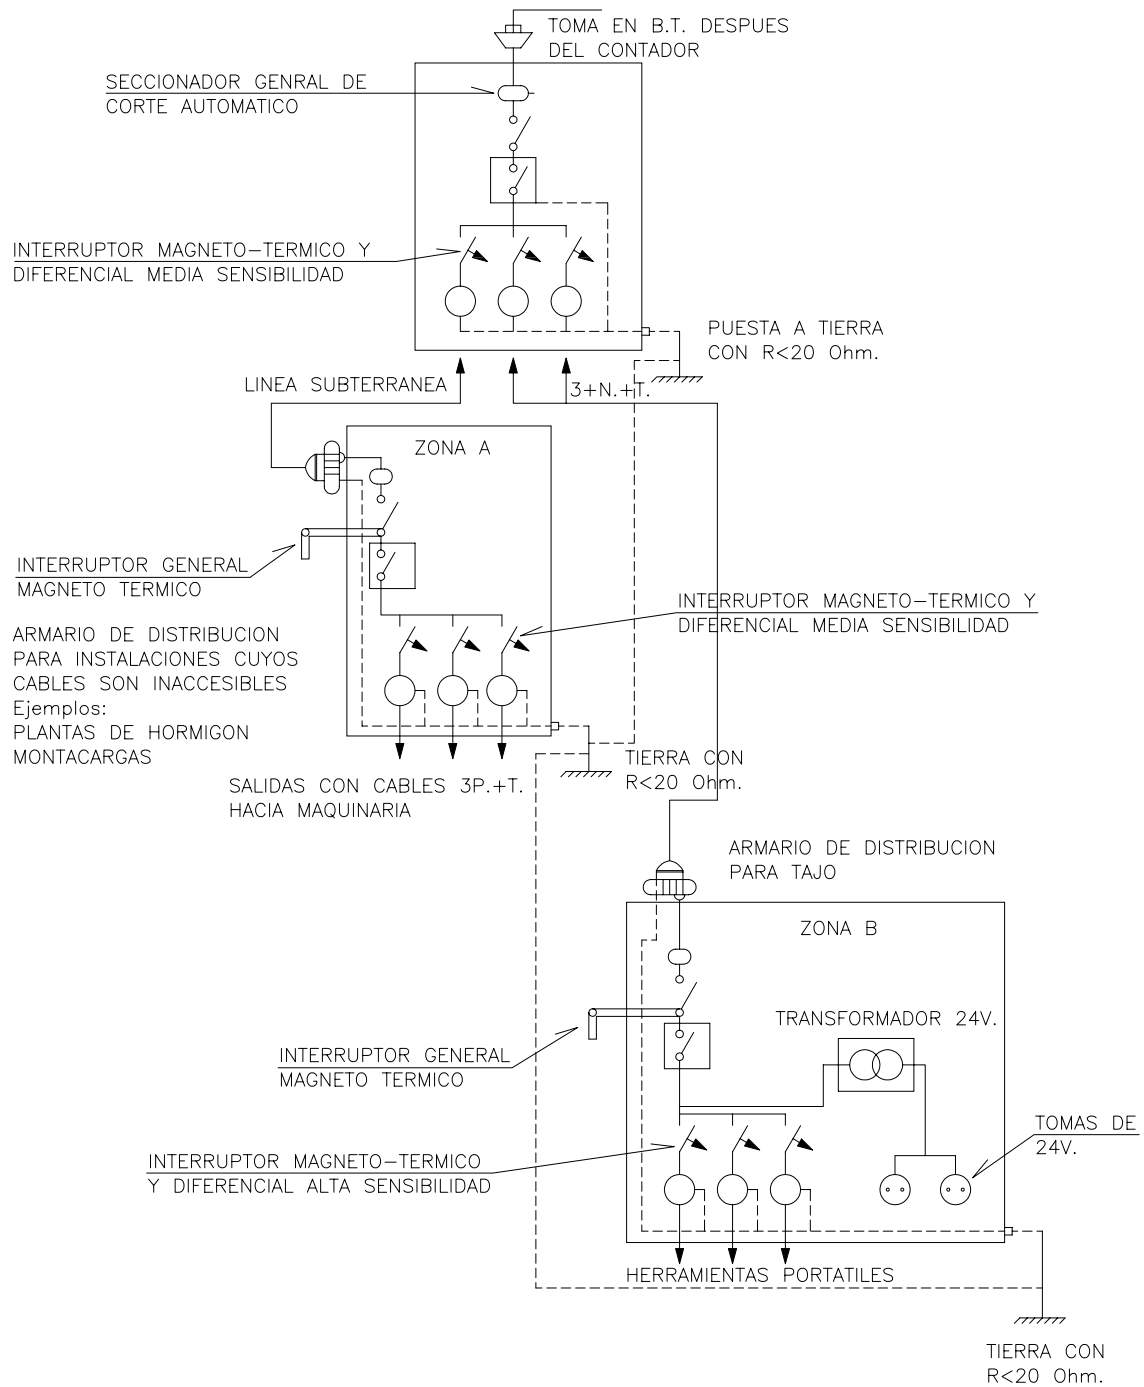 TOMA EN B.T. DESPUES
DEL CONTADOR
SECCIONADOR GENRAL DE
CORTE AUTOMATICO
INTERRUPTOR MAGNETO-TERMICO Y
DIFERENCIAL MEDIA SENSIBILIDAD
PUESTA A TIERRA
CON R<20 Ohm.
LINEA SUBTERRANEA
3+N.+T.
ZONA A
INTERRUPTOR GENERAL
MAGNETO TERMICO
INTERRUPTOR MAGNETO-TERMICO Y
DIFERENCIAL MEDIA SENSIBILIDAD
ARMARIO DE DISTRIBUCION
PARA INSTALACIONES CUYOS
CABLES SON INACCESIBLES
Ejemplos:
PLANTAS DE HORMIGON
MONTACARGAS
TIERRA CON
R<20 Ohm.
SALIDAS CON CABLES 3P.+T.
HACIA MAQUINARIA
ARMARIO DE DISTRIBUCION
PARA TAJO
ZONA B
TRANSFORMADOR 24V.
INTERRUPTOR GENERAL
MAGNETO TERMICO
TOMAS DE
24V.
INTERRUPTOR MAGNETO-TERMICO
Y DIFERENCIAL ALTA SENSIBILIDAD
HERRAMIENTAS PORTATILES
TIERRA CON
R<20 Ohm.